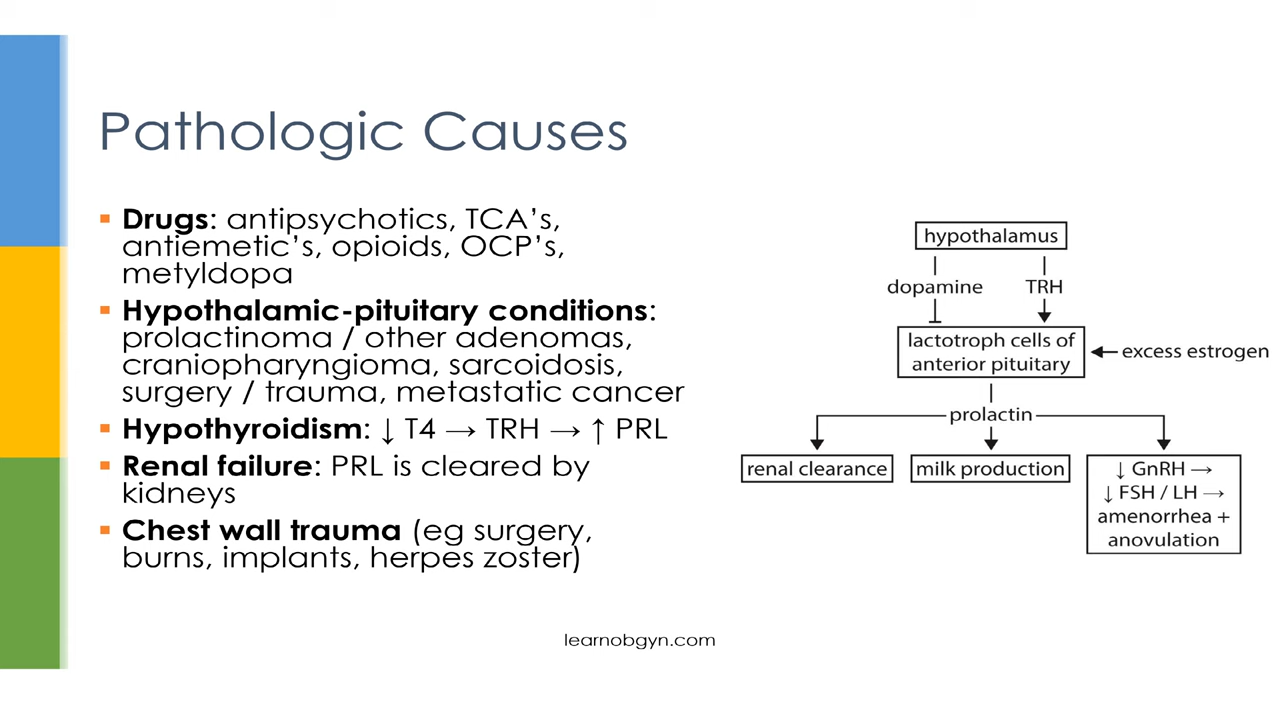 Pathologic Causes
▪ Drugs: antipsychotics, TCA’s,
antiemetic’s, opioids, OCP’s,
metyldopa
▪ Hypothalamic-pituitary conditions:
prolactinoma / other adenomas,
craniopharyngioma, sarcoidosis,
surgery / trauma, metastatic cancer
▪ Hypothyroidism: ↓ T4 → TRH → ↑ PRL
▪ Renal failure: PRL is cleared by
kidneys
▪ Chest wall trauma (eg surgery,
burns, implants, herpes zoster)
hypothalamus
dopamine TRH
lactotroph cells of
anterior pituitary
excess estrogen
prolactin
renal clearance
milk production
↓ GnRH →
↓ FSH / LH →
amenorrhea +
anovulation
learnobgyn.com